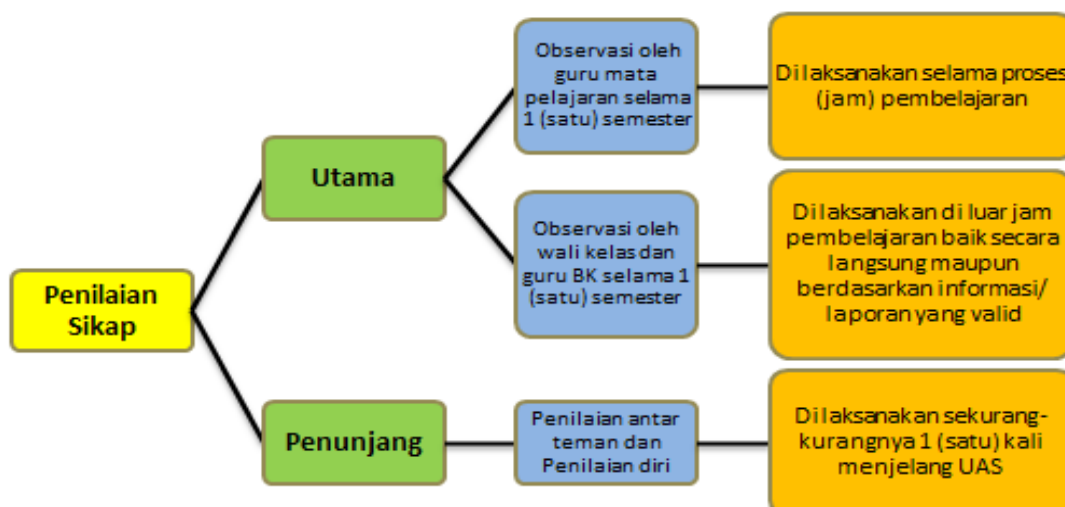 Penilaian
Sikap
Utama
Observasi oleh
guru mata
pelajaran selama
1 (satu) semester
Dilaksanakan selama proses
(jam) pembelajaran
Observasi oleh
wali kelas dan
guru BK selama 1
(satu) semester
Dilaksanakan di luar jam
pembelajaran baik secara
langsung maupun
berdasarkan informasi/
laporan yang valid
Penunjang
Penilaian antar
teman dan
Penilaian diri
Dilaksanakan sekurang-
kurangnya 1 (satu) kali
menjelang UAS